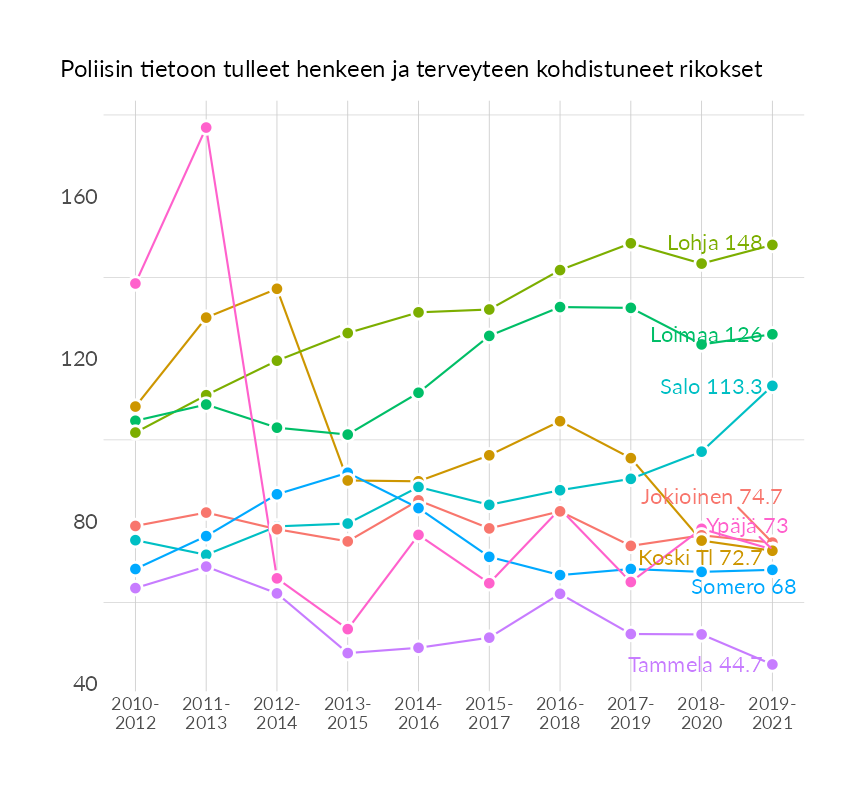 Poliisin tietoon tulleet henkeen ja terveyteen kohdistuneet rikokset
160
Lohja 148
Loimaa 126
120
Salo 113.3
Jokioinen 74.7
80
Ypäjä 73
Koski Tl 72.7
Somero 68
Tammela 44.7
40
2010- 2011- 2012- 2013- 2014- 2015- 2016- 2017- 2018- 2019-
2012 2013 2014 2015 2016 2017 2018 2019 2020 2021